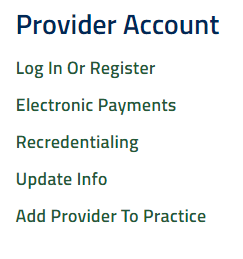 Provider Account
Log In Or Register
Electronic Payments
Recredentialing
Update Info
Add Provider To Practice